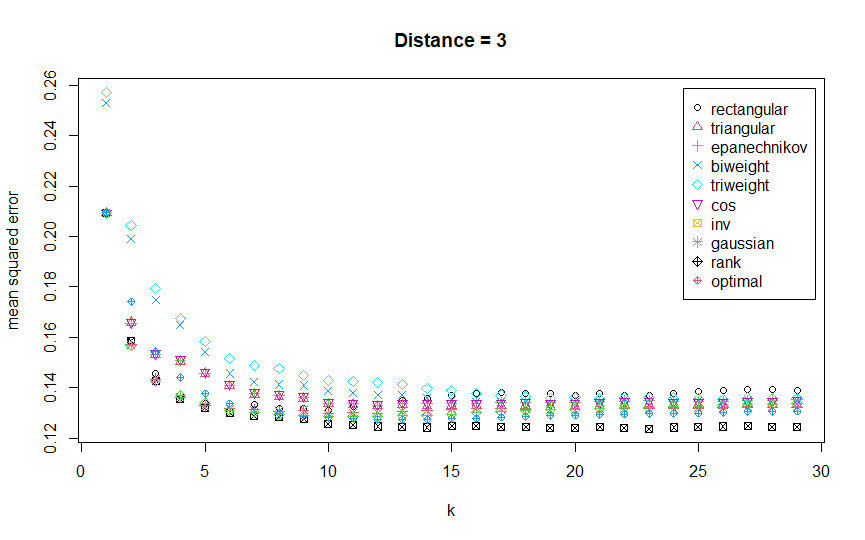 Distance = 3
mean squared error
0.26
0.24
0.22
0.20
0.18
0.16
0.14
0.12
rectangular
triangular
epanechnikov
biweight
triweight
cos
inv
gaussian
rank
optimal
0 5 10 15 20 25 30
k